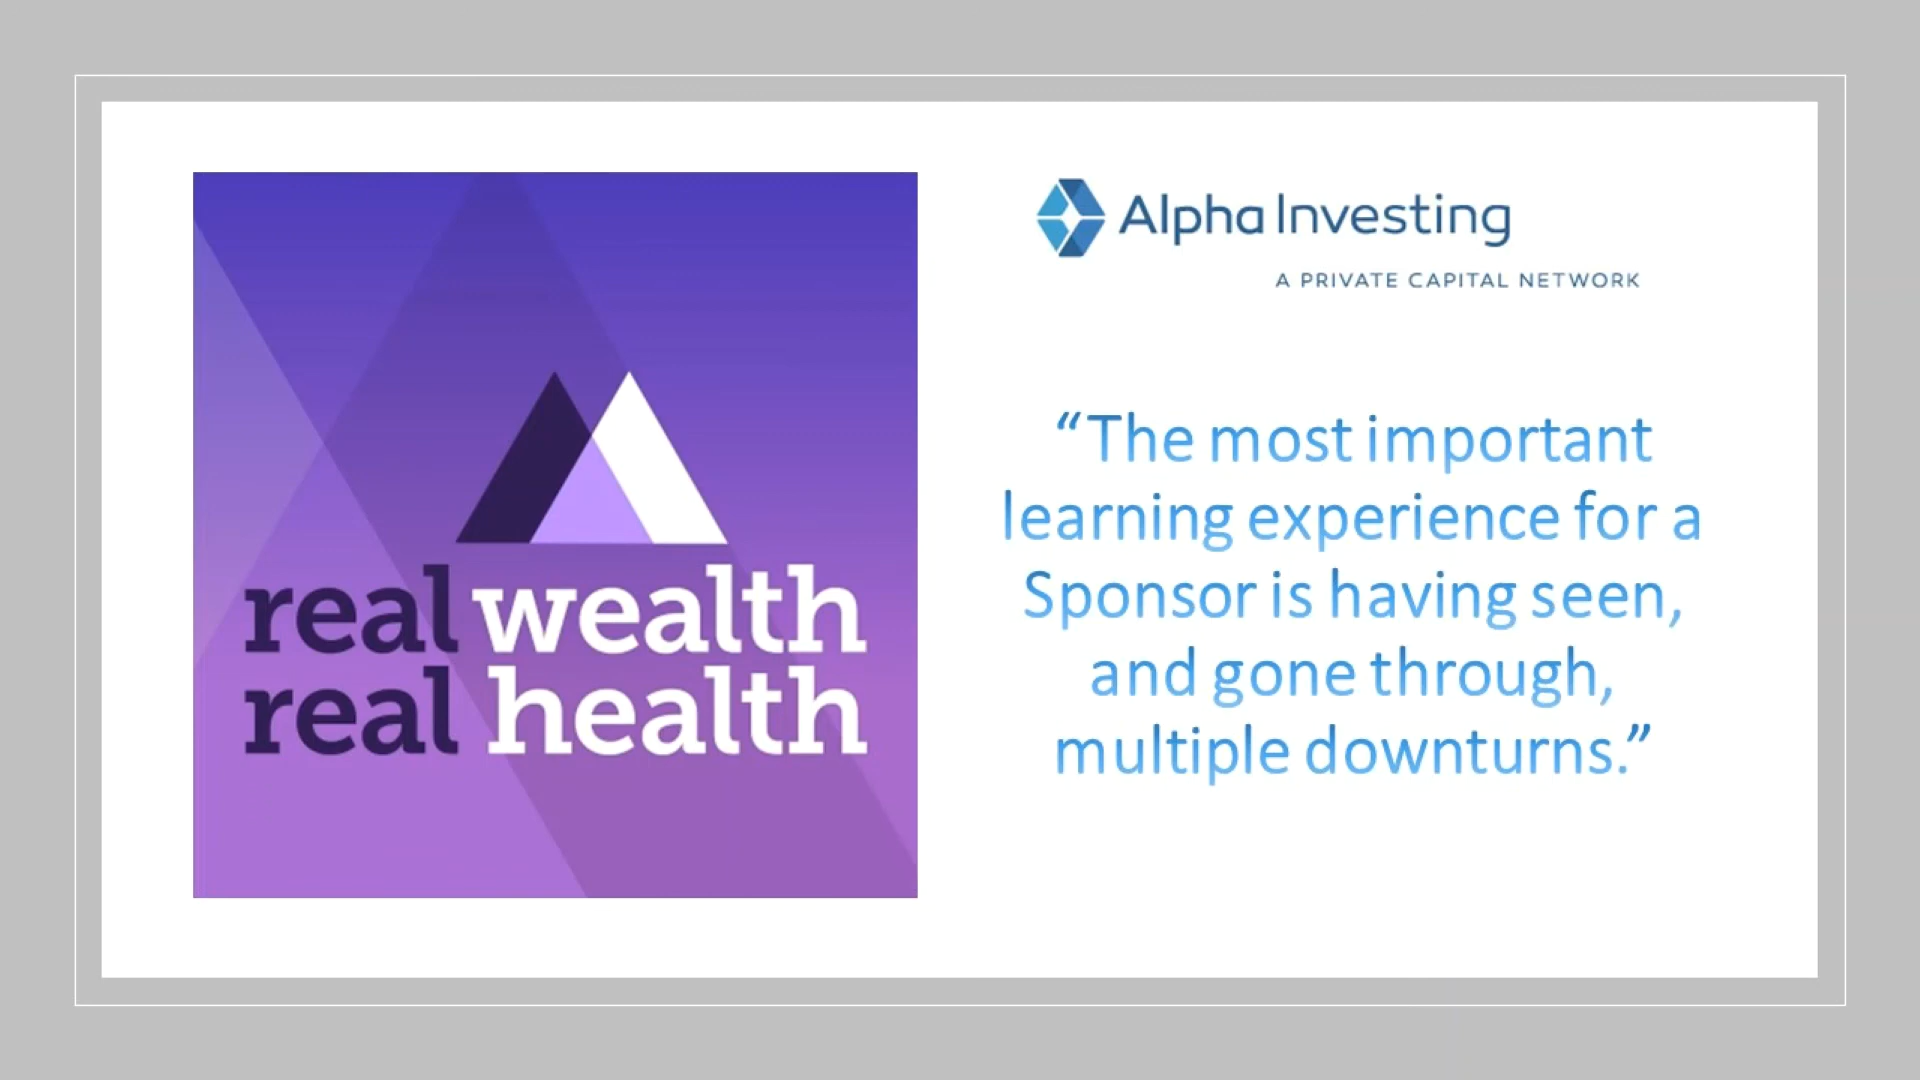 real wealth
real health
Alpha Investing
A PRIVATE CAPITAL NETWORK
“The most important
learning experience for a
Sponsor is having seen,
and gone through,
multiple downturns.”